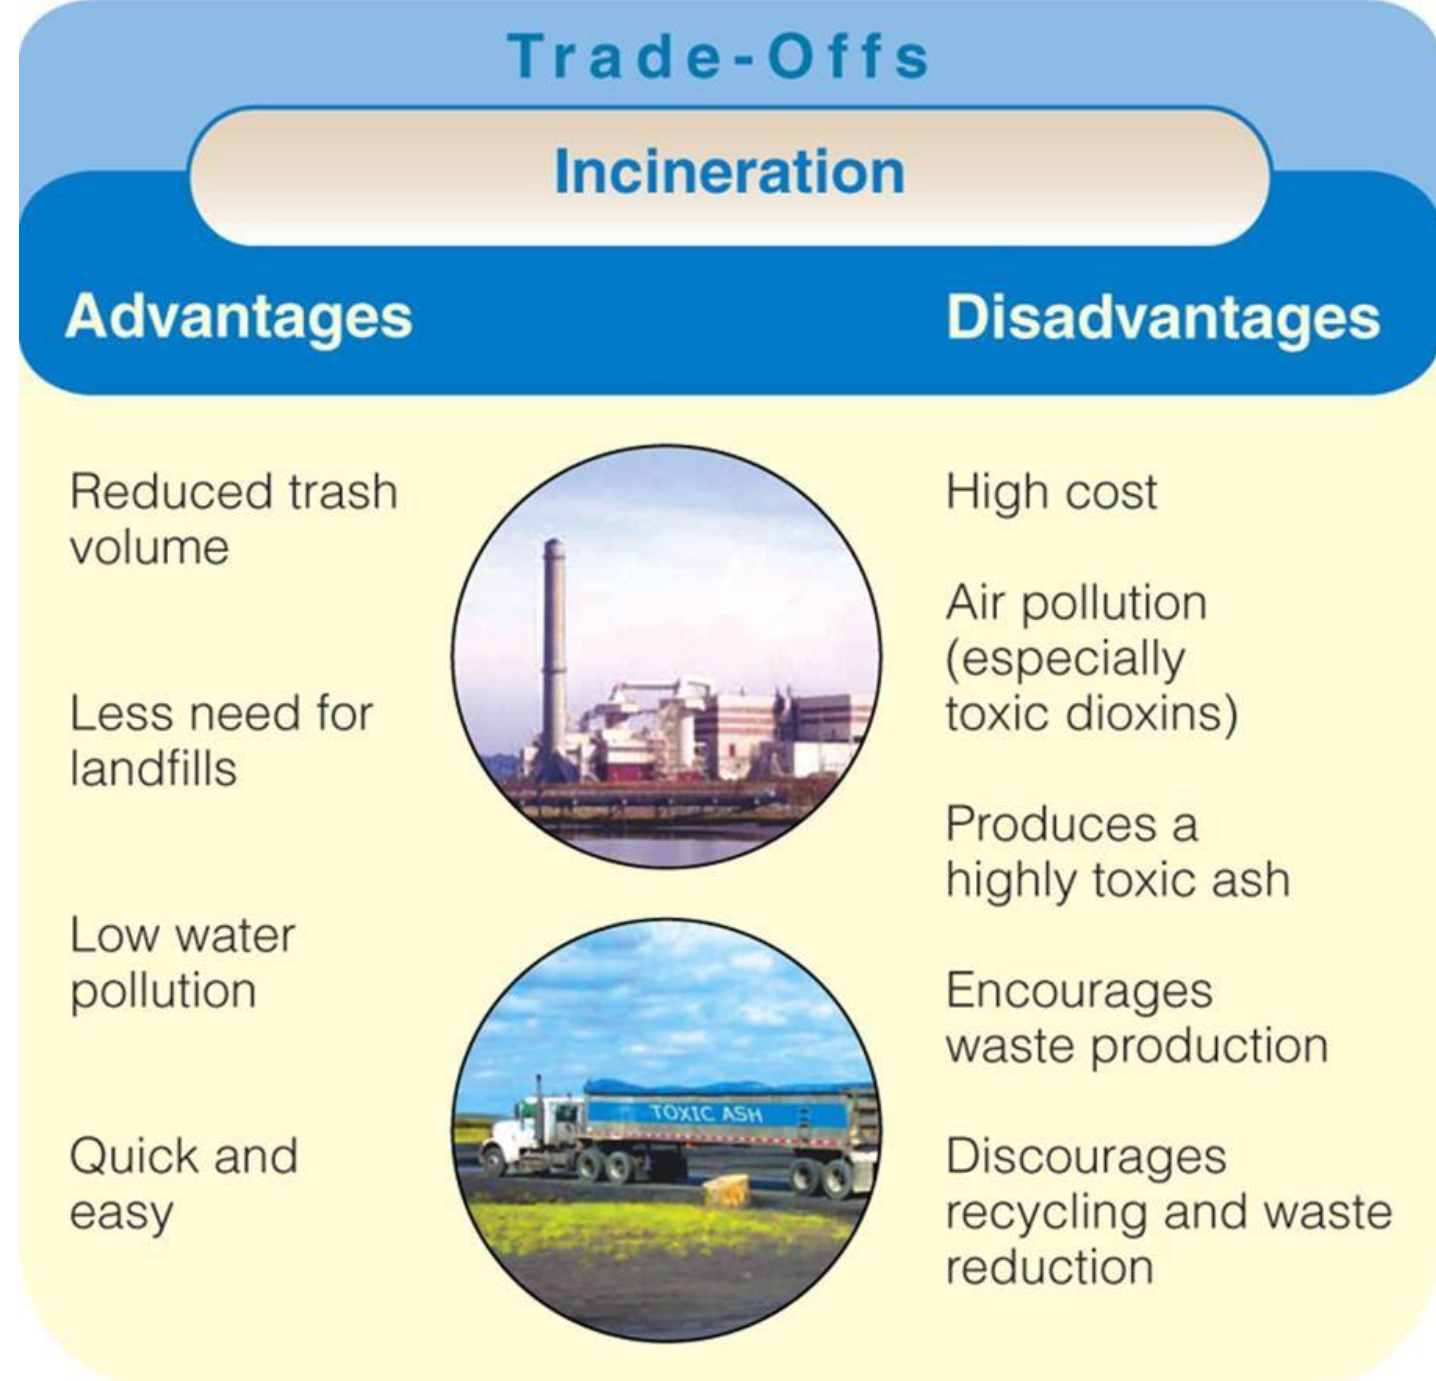 Trade-Offs
Incineration
Advantages
Reduced trash
volume
Less need for
landfills
Low water
pollution
Quick and
easy
TOXIC ASH
Disadvantages
High cost
Air pollution
(especially
toxic dioxins)
Produces a
highly toxic ash
Encourages
waste production
Discourages
recycling and waste
reduction